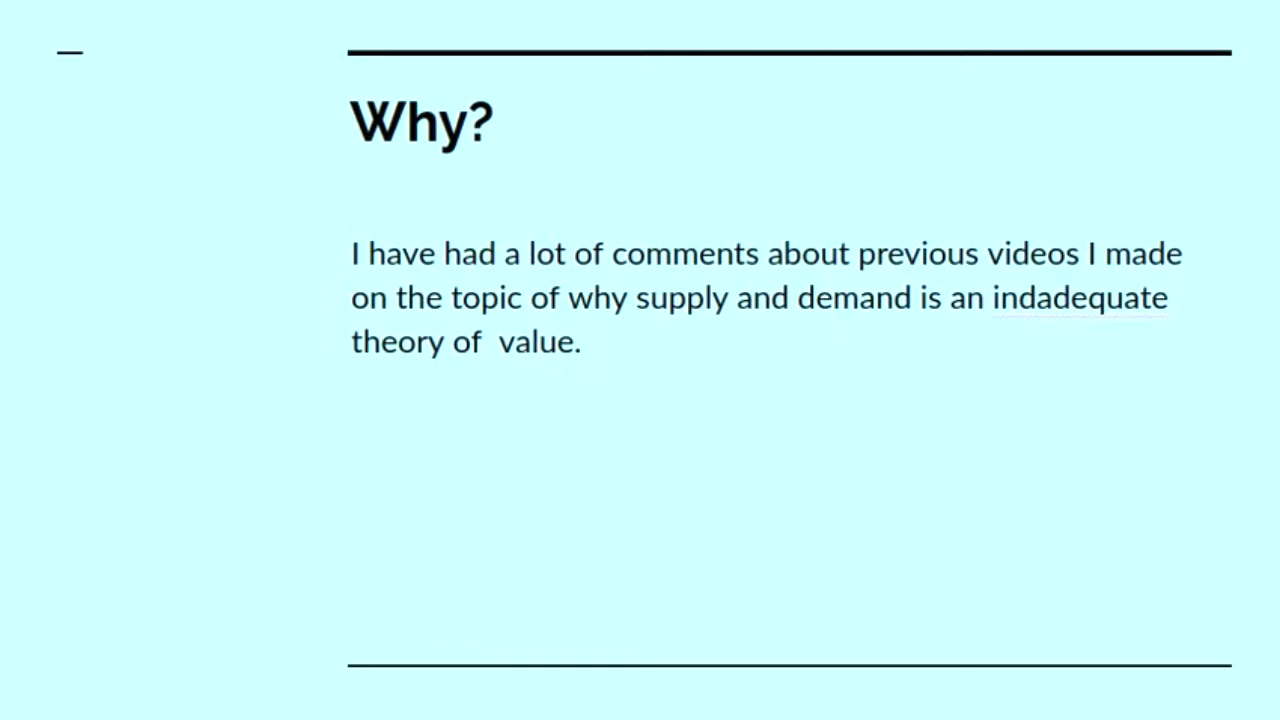 Why?
I have had a lot of comments about previous videos I made
on the topic of why supply and demand is an indadequate
theory of  value.